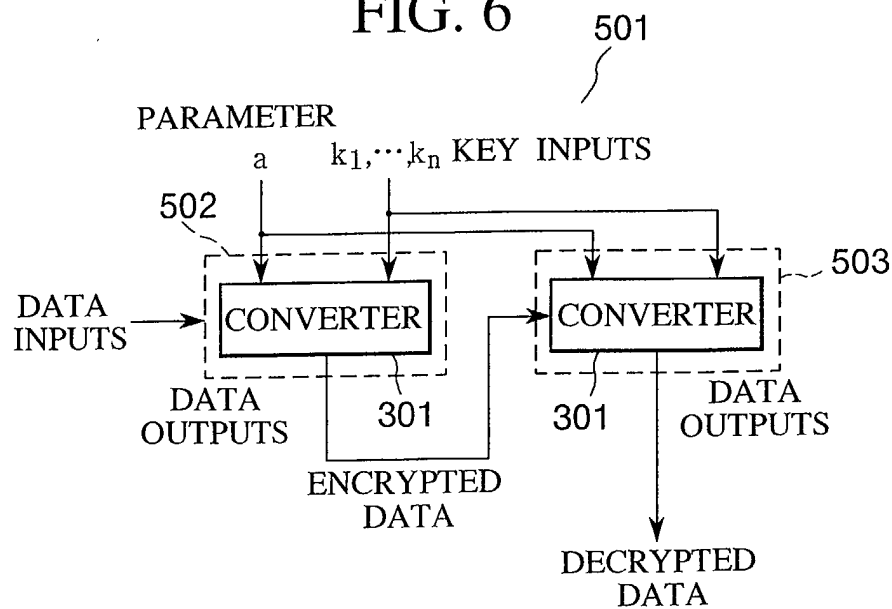 FIG. 6
501
PARAMETER
a
k1,···,kn KEY INPUTS
502
503
DATA
INPUTS
CONVERTER
CONVERTER
301
301
DATA
OUTPUTS
DATA
OUTPUTS
ENCRYPTED
DATA
DECRYPTED
DATA